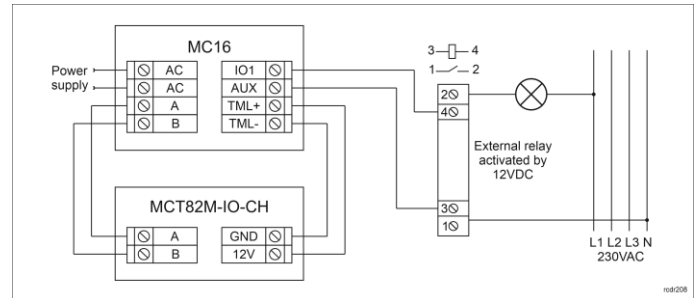 MC16
Power
supply
AC
AC
A
B
IO1
AUX
TML+
TML-
3 4
1 2
2
4
External relay
activated by
12VDC
3
1
MCT82M-IO-CH
A
B
GND
12V
L1 L2 L3 N
230VAC
rcdr208